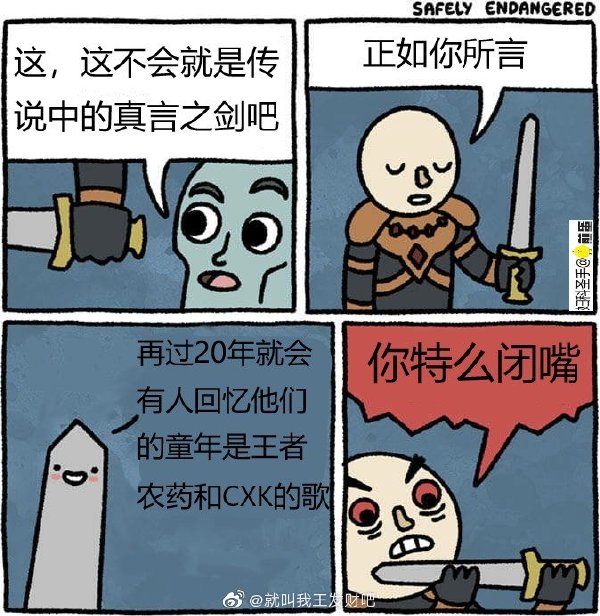 SAFELY ENDANGERED
这，这不会就是传
说中的真言之剑吧
正如你所言
再过20年就会
有人回忆他们
的童年是王者
农药和CXK的歌
你特么闭嘴
@就叫我王发财吧